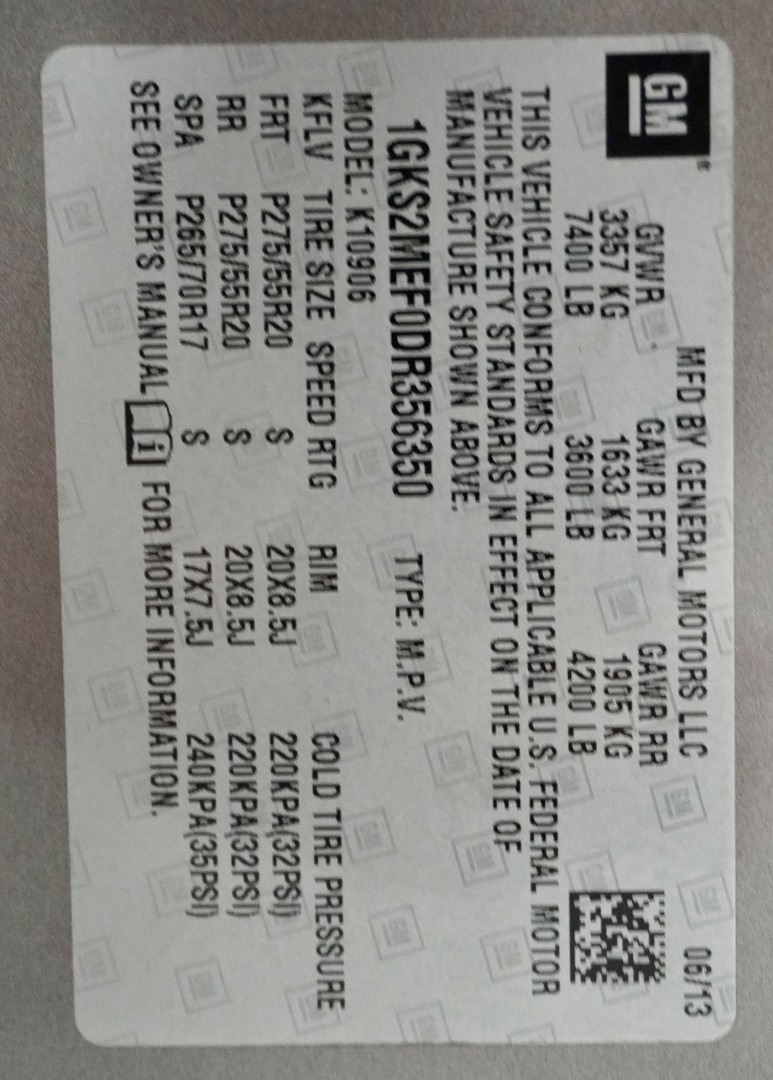 GM®
MFD BY GENERAL MOTORS LLC 06/13
GVWR GAWR FRT GAWR RR
3357 KG 1633 KG 1905 KG
7400 LB 3600 LB 4200 LB
THIS VEHICLE CONFORMS TO ALL APPLICABLE U.S. FEDERAL MOTOR
VEHICLE SAFETY STANDARDS IN EFFECT ON THE DATE OF
MANUFACTURE SHOWN ABOVE.
1GKS2MEF0DR356350 TYPE: M.P.V.
MODEL: K10906
KFLV TIRE SIZE SPEED RTG RIM COLD TIRE PRESSURE
FRT P275/55R20 S 20X8.5J 220KPA(32PSI)
RR P275/55R20 S 20X8.5J 220KPA(32PSI)
SPA P265/70R17 S 17X7.5J 240KPA(35PSI)
SEE OWNER'S MANUAL i FOR MORE INFORMATION.